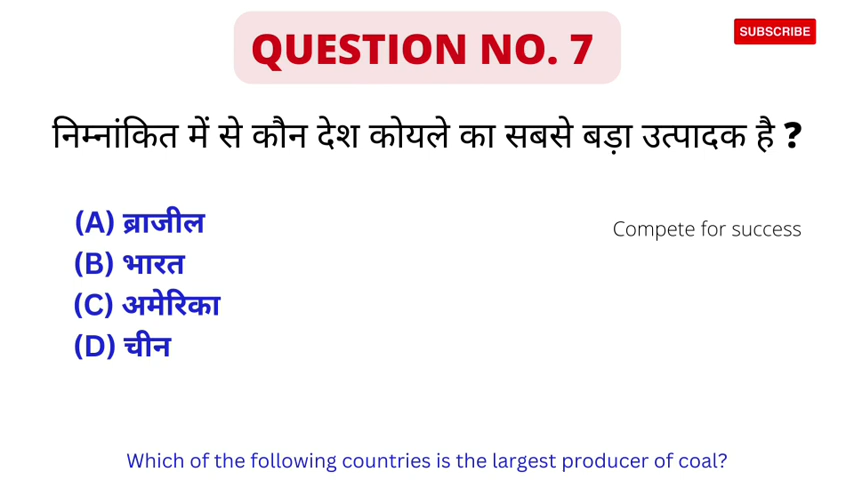 QUESTION NO. 7
SUBSCRIBE
निम्नांकित में से कौन देश कोयले का सबसे बड़ा उत्पादक है ?
(A) ब्राजील
Compete for success
(B) भारत
(C) अमेरिका
(D) चीन
Which of the following countries is the largest producer of coal?